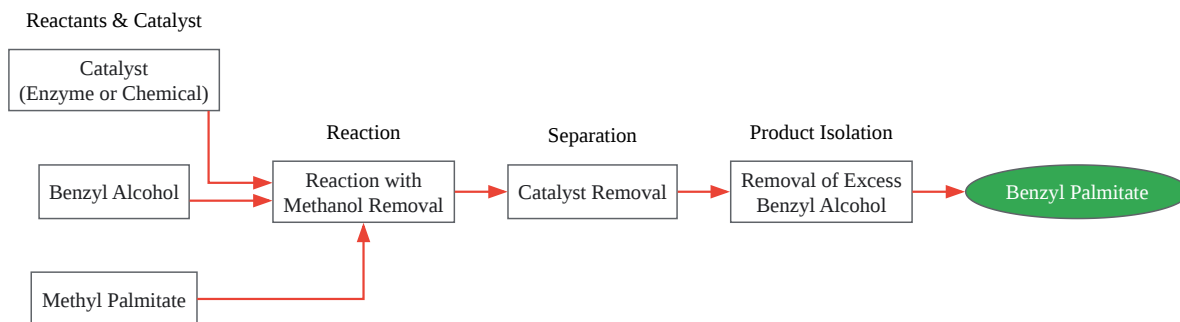 Reactants & Catalyst
Catalyst
(Enzyme or Chemical)
Benzyl Alcohol
Methyl Palmitate
Reaction
Reaction with
Methanol Removal
Separation
Catalyst Removal
Product Isolation
Removal of Excess
Benzyl Alcohol
Benzyl Palmitate